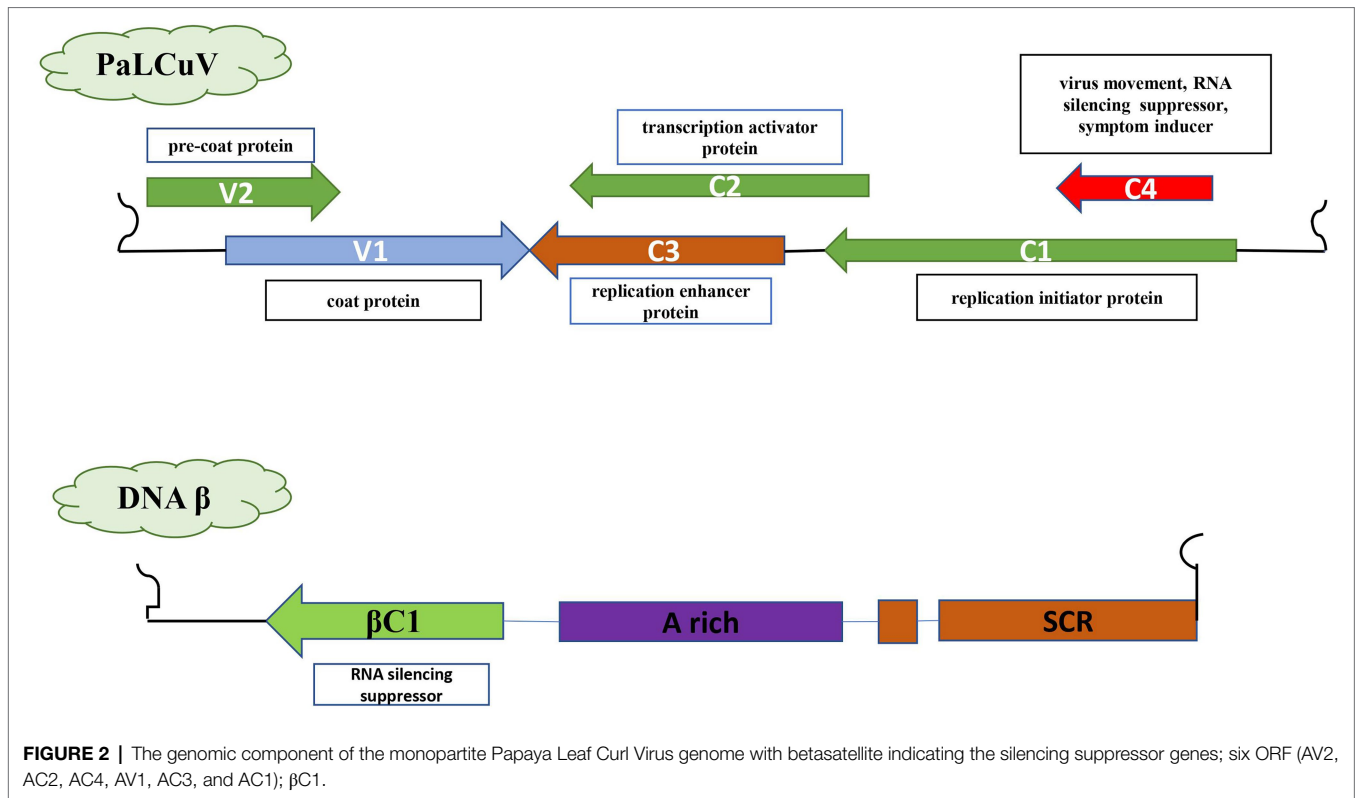 PaLCuV
virus movement, RNA
silencing suppressor,
symptom inducer
transcription activator
protein
pre-coat protein
V2
C2
C4
V1
C3
C1
coat protein
replication enhancer
protein
replication initiator protein
DNA β
βC1
A rich
SCR
RNA silencing
suppressor
FIGURE 2 | The genomic component of the monopartite Papaya Leaf Curl Virus genome with betasatellite indicating the silencing suppressor genes; six ORF (AV2,
AC2, AC4, AV1, AC3, and AC1); βC1.